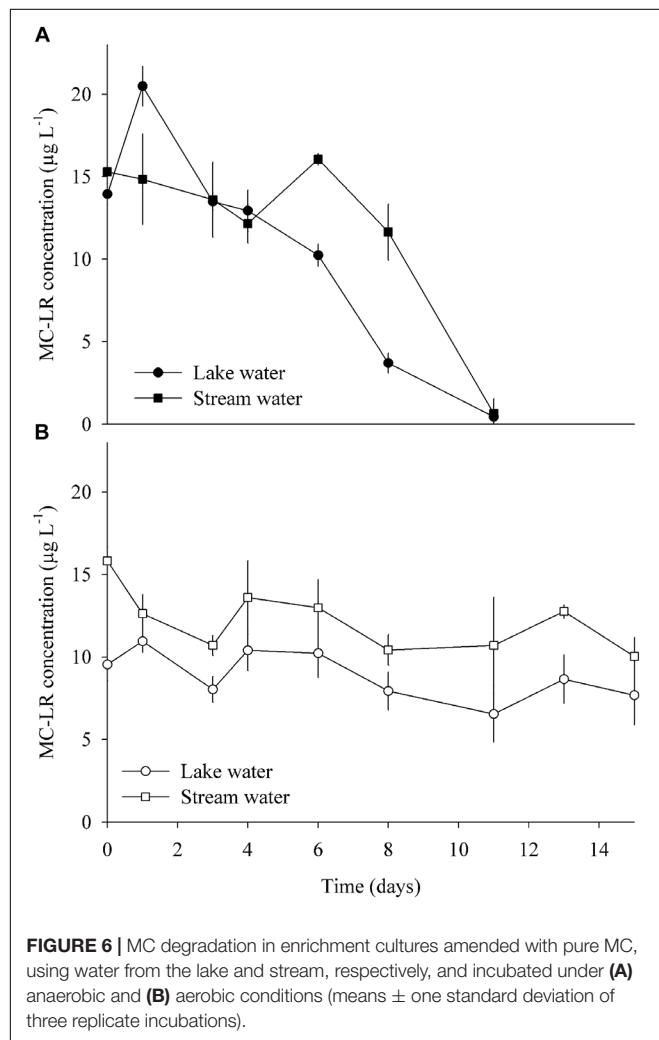 A
MC-LR concentration (µg L⁻¹)
20
15
10
5
0
Lake water
Stream water
B
MC-LR concentration (µg L⁻¹)
20
15
10
5
0
Lake water
Stream water
0 2 4 6 8 10 12 14
Time (days)
FIGURE 6 | MC degradation in enrichment cultures amended with pure MC,
using water from the lake and stream, respectively, and incubated under (A)
anaerobic and (B) aerobic conditions (means ± one standard deviation of
three replicate incubations).